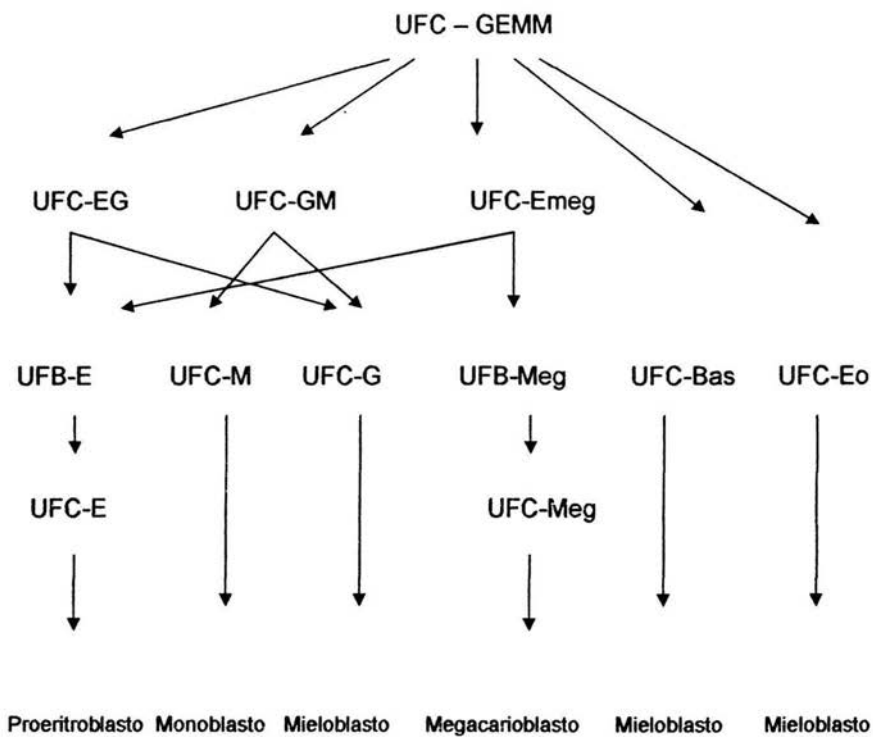 UFC – GEMM
UFC-EG UFC-GM UFC-Emeg
UFB-E UFC-M UFC-G UFB-Meg UFC-Bas UFC-Eo
UFC-E UFC-Meg
Proeritroblasto Monoblasto Mieloblasto Megacarioblasto Mieloblasto Mieloblasto